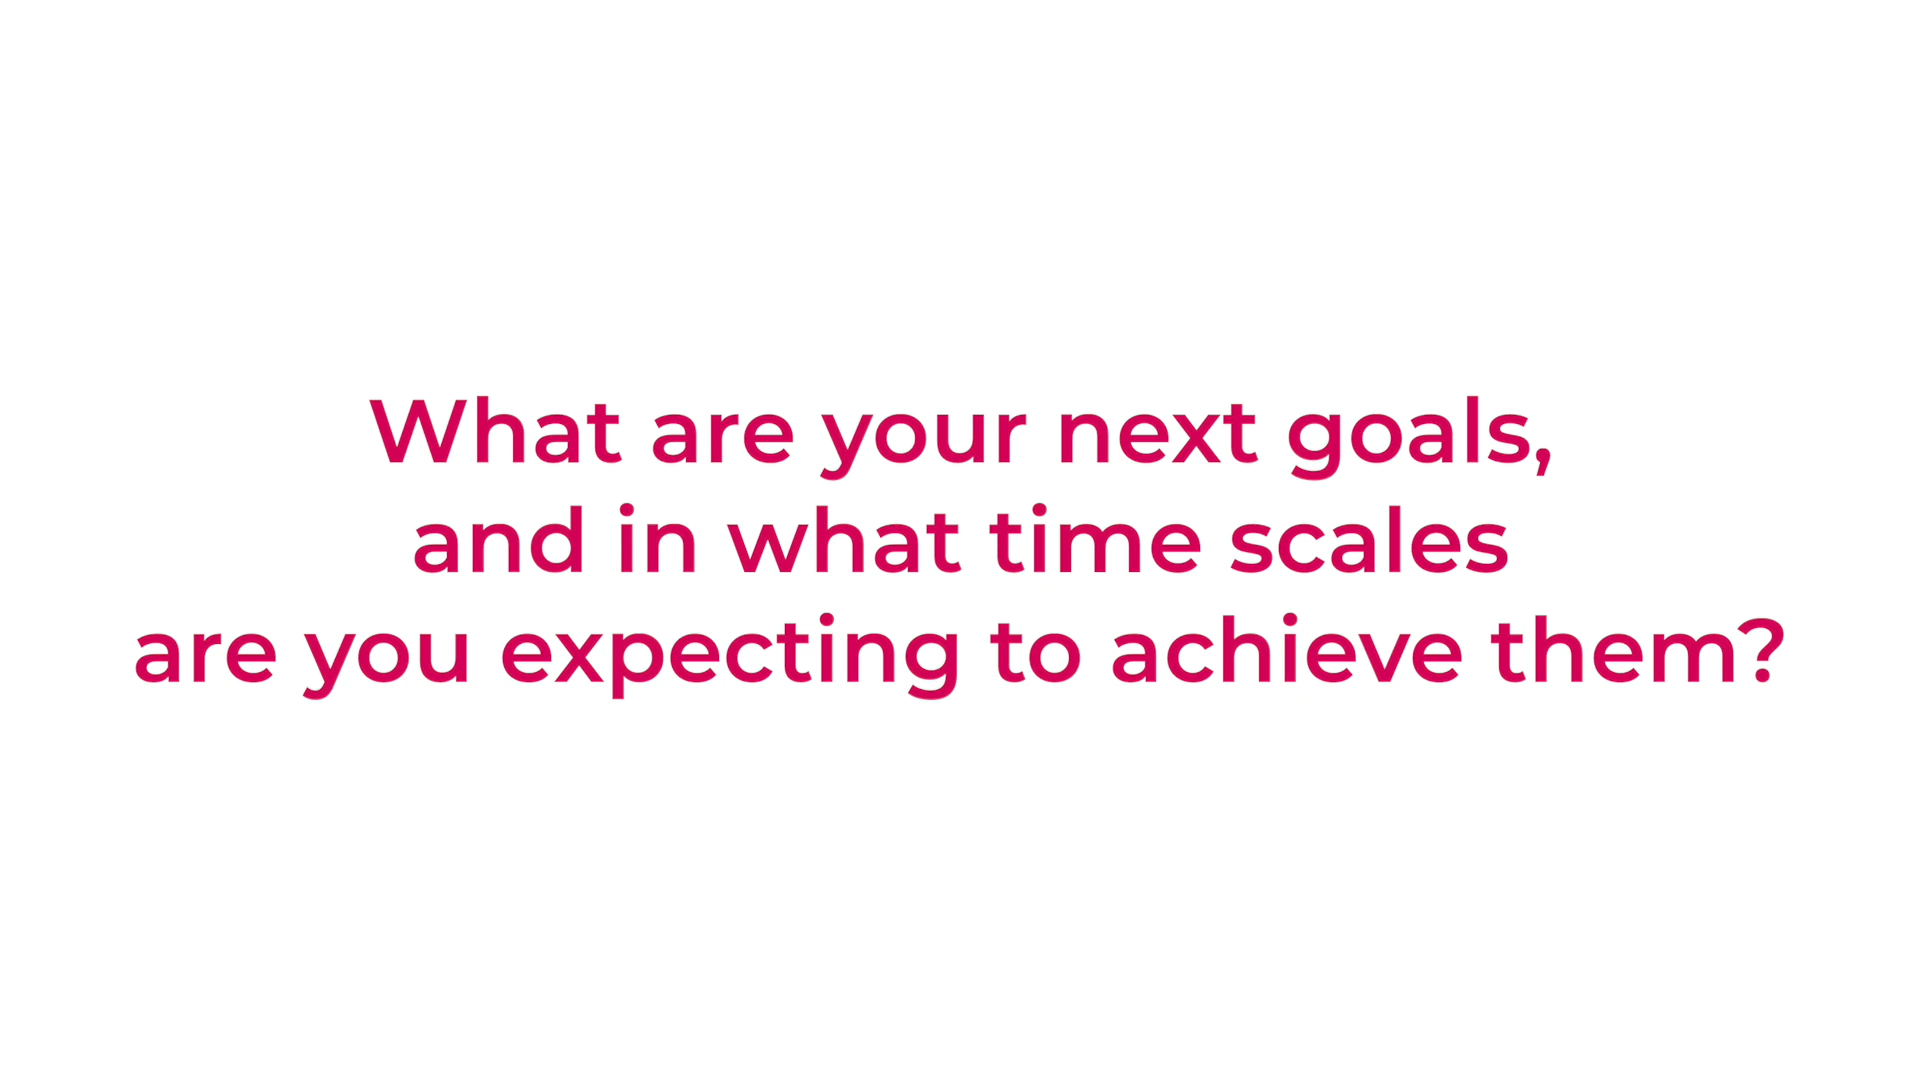 What are your next goals,
and in what time scales
are you expecting to achieve them?